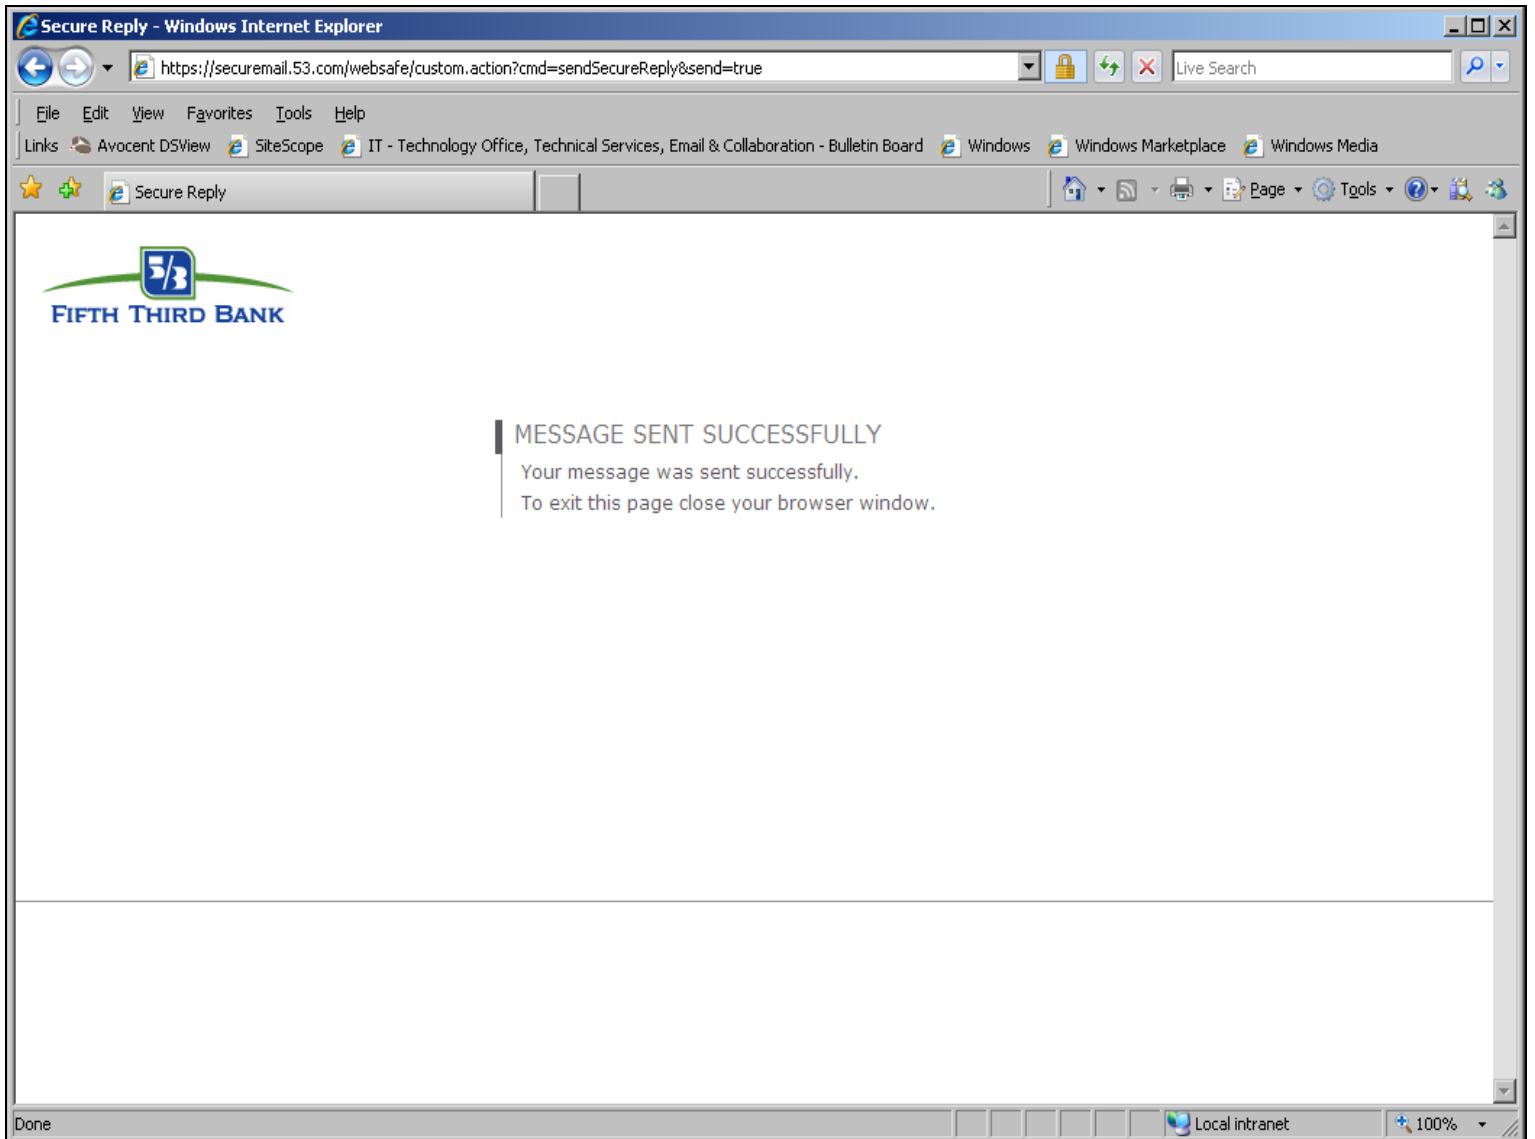 Secure Reply - Windows Internet Explorer
https://securemail.53.com/websafe/custom.action?cmd=sendSecureReply&send=true
Live Search
File Edit View Favorites Tools Help
Links Avocent DSView SiteScope IT - Technology Office, Technical Services, Email & Collaboration - Bulletin Board Windows Windows Marketplace Windows Media
Secure Reply
Page Tools
5/3
FIFTH THIRD BANK
MESSAGE SENT SUCCESSFULLY
Your message was sent successfully.
To exit this page close your browser window.
Done Local intranet 100%